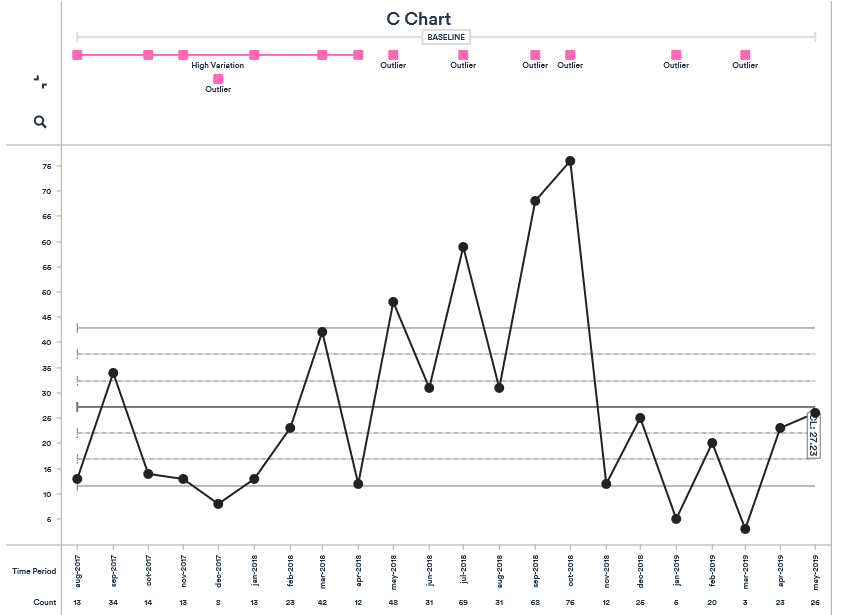 C Chart
BASELINE
High Variation
Outlier
Outlier
Outlier
Outlier
Outlier
Outlier
Outlier
75
70
65
60
55
50
45
40
35
30
25
20
15
10
5
CL: 27.23
Time Period aug-2017 sep-2017 oct-2017 nov-2017 dec-2017 jan-2018 feb-2018 mar-2018 apr-2018 may-2018 jun-2018 jul-2018 aug-2018 sep-2018 oct-2018 nov-2018 dec-2018 jan-2019 feb-2019 mar-2019 apr-2019 may-2019
Count 13 34 14 13 8 13 23 42 12 48 31 59 31 68 76 12 25 5 20 3 23 26